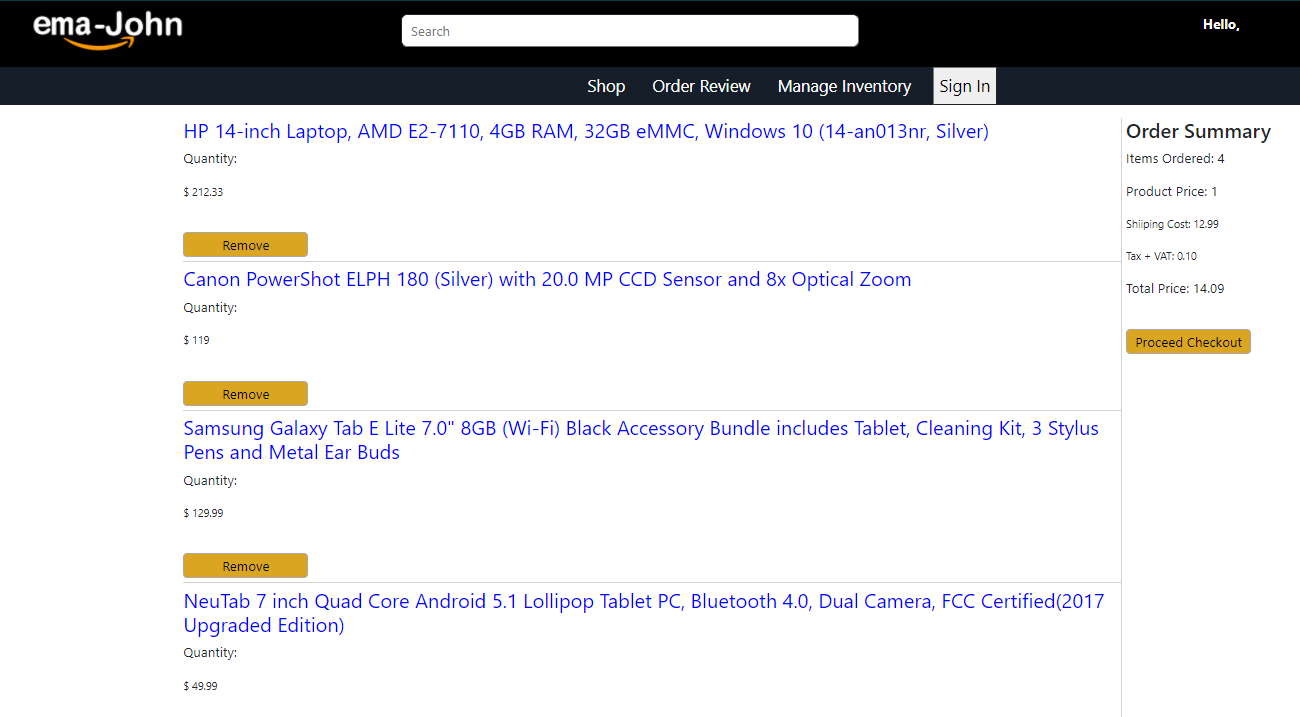 ema-John
Search
Hello,
Shop Order Review Manage Inventory Sign In
HP 14-inch Laptop, AMD E2-7110, 4GB RAM, 32GB eMMC, Windows 10 (14-an013nr, Silver)
Quantity:
$ 212.33
Remove
Canon PowerShot ELPH 180 (Silver) with 20.0 MP CCD Sensor and 8x Optical Zoom
Quantity:
$ 119
Remove
Samsung Galaxy Tab E Lite 7.0" 8GB (Wi-Fi) Black Accessory Bundle includes Tablet, Cleaning Kit, 3 Stylus
Pens and Metal Ear Buds
Quantity:
$ 129.99
Remove
NeuTab 7 inch Quad Core Android 5.1 Lollipop Tablet PC, Bluetooth 4.0, Dual Camera, FCC Certified(2017
Upgraded Edition)
Quantity:
$ 49.99
Order Summary
Items Ordered: 4
Product Price: 1
Shiiping Cost: 12.99
Tax + VAT: 0.10
Total Price: 14.09
Proceed Checkout